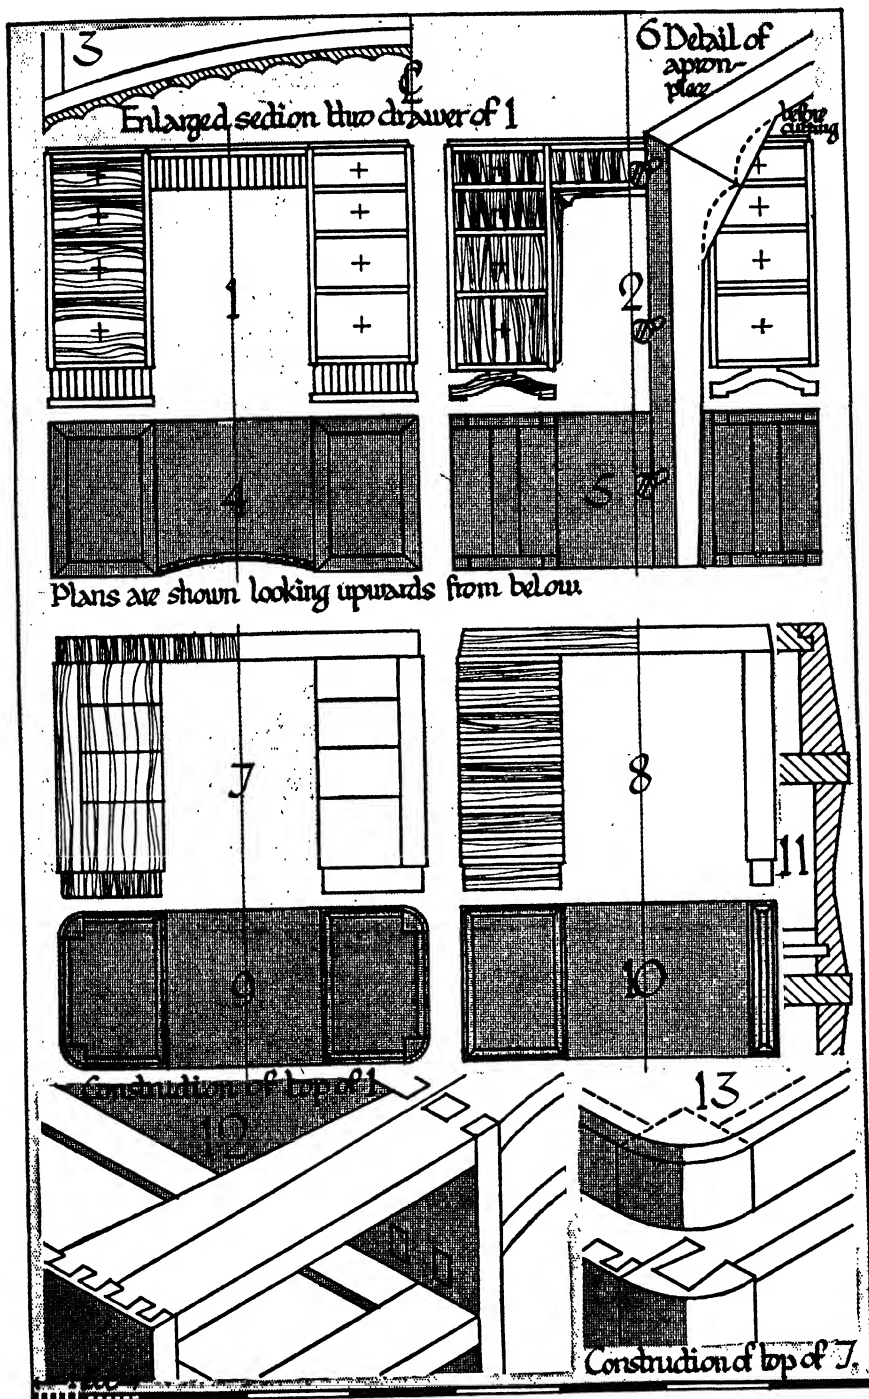 3
6 Detail of
apron-
piece
before
cutting
℄
Enlarged section thro drawer of 1
1
2
4
5
Plans are shown looking upwards from below.
7
8
11
9
10
Construction of top of 1
12
13
Construction of top of 7.